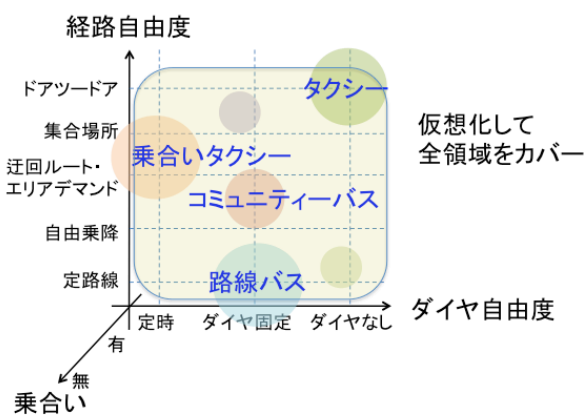 経路自由度
ドアツードア
タクシー
集合場所
仮想化して
全領域をカバー
乗合いタクシー
迂回ルート・
エリアデマンド
コミュニティーバス
自由乗降
定路線
路線バス
ダイヤ自由度
定時
ダイヤ固定
ダイヤなし
有
無
乗合い